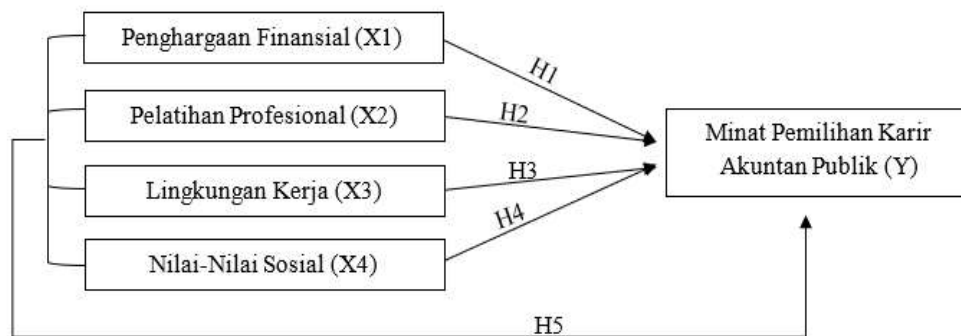 Penghargaan Finansial (X1)
H1
Pelatihan Profesional (X2)
H2
Minat Pemilihan Karir
Akuntan Publik (Y)
Lingkungan Kerja (X3)
H3
H4
Nilai-Nilai Sosial (X4)
H5